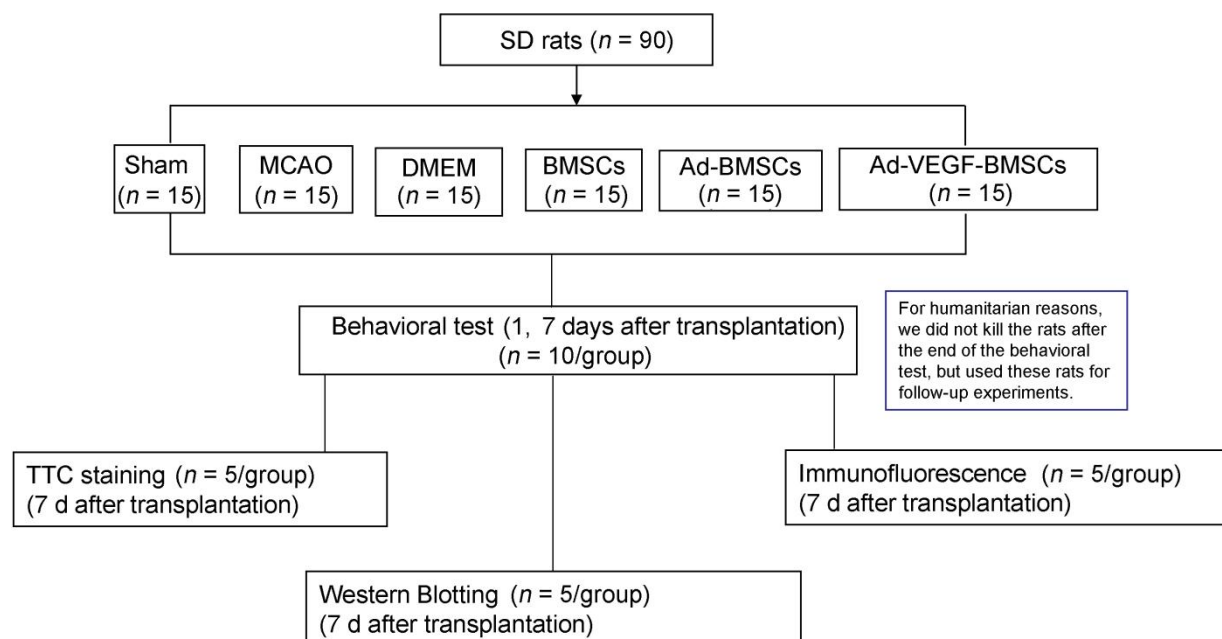 SD rats (n = 90)
Sham
(n = 15)
MCAO
(n = 15)
DMEM
(n = 15)
BMSCs
(n = 15)
Ad-BMSCs
(n = 15)
Ad-VEGF-BMSCs
(n = 15)
Behavioral test (1, 7 days after transplantation)
(n = 10/group)
For humanitarian reasons,
we did not kill the rats after
the end of the behavioral
test, but used these rats for
follow-up experiments.
TTC staining (n = 5/group)
(7 d after transplantation)
Immunofluorescence (n = 5/group)
(7 d after transplantation)
Western Blotting (n = 5/group)
(7 d after transplantation)